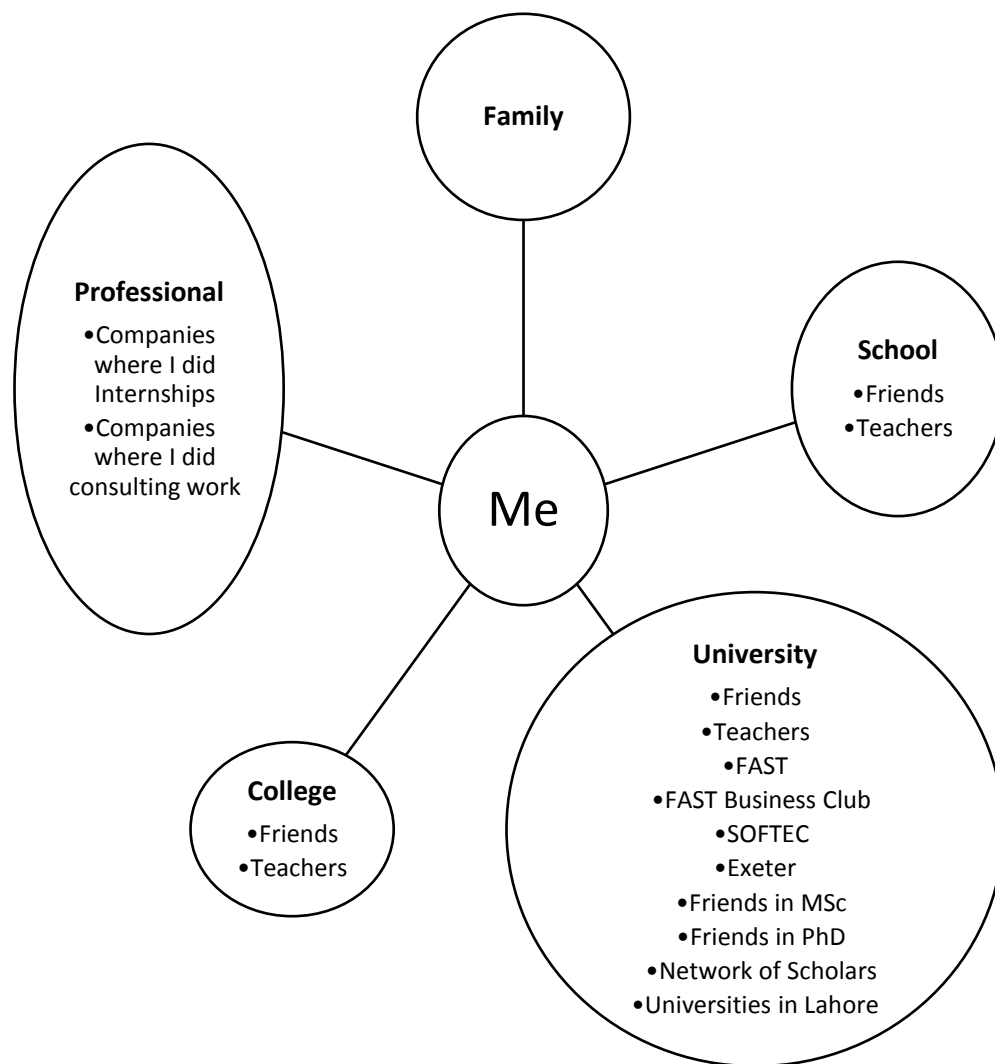 Family
Professional
•Companies
where I did
Internships
•Companies
where I did
consulting work
School
•Friends
•Teachers
Me
College
•Friends
•Teachers
University
•Friends
•Teachers
•FAST
•FAST Business Club
•SOFTEC
•Exeter
•Friends in MSc
•Friends in PhD
•Network of Scholars
•Universities in Lahore